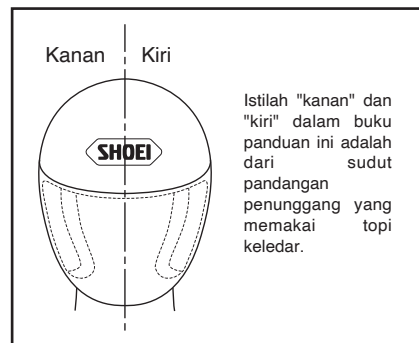 Kanan Kiri
SHOEI
Istilah "kanan" dan
"kiri" dalam buku
panduan ini adalah
dari sudut
pandangan
penunggang yang
memakai topi
keledar.